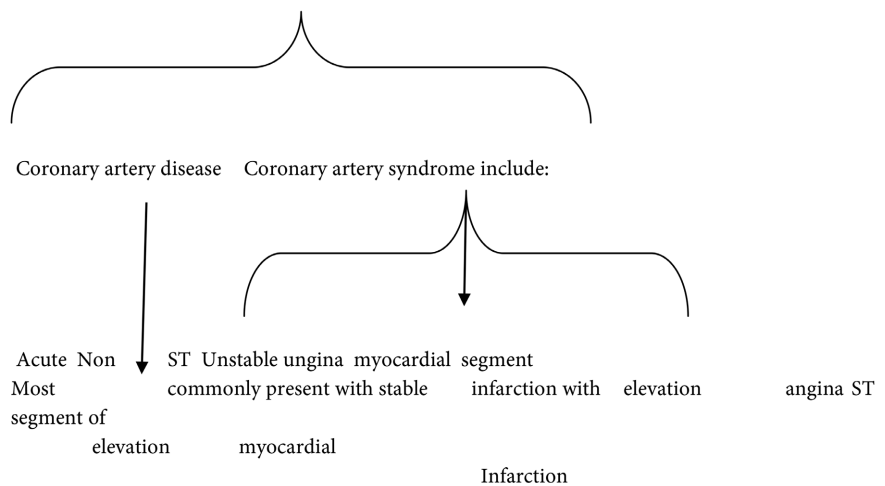 Coronary artery disease Coronary artery syndrome include:
Acute Non ST Unstable ungina myocardial segment
Most commonly present with stable infarction with elevation angina ST
segment of
elevation myocardial
Infarction